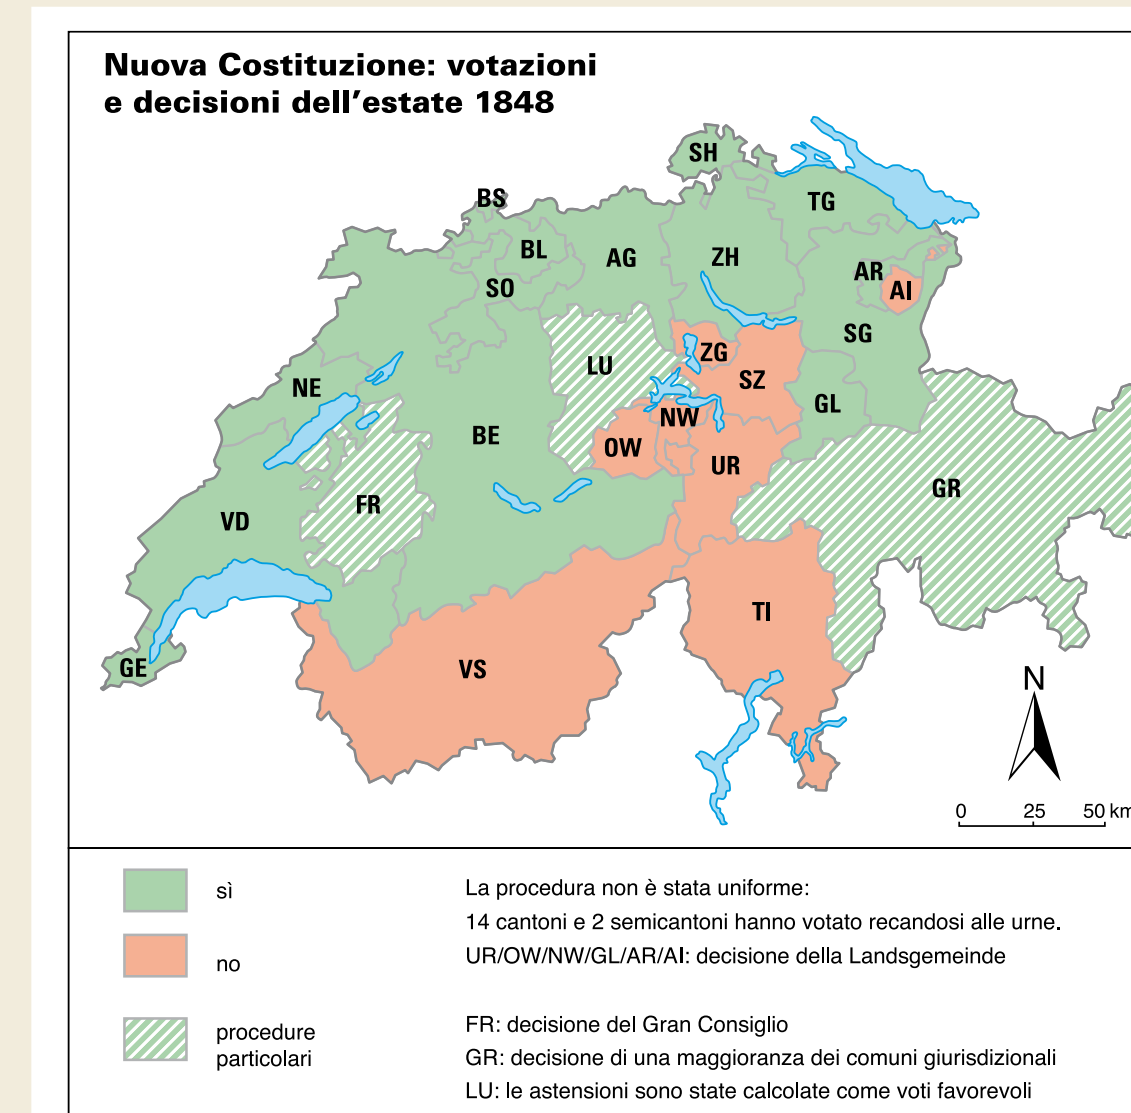 Nuova Costituzione: votazioni
e decisioni dell'estate 1848
SH
BS
TG
BL
AG
ZH
AR
SO
AI
SG
ZG
LU
SZ
NE
GL
NW
BE
OW
UR
GR
FR
VD
TI
GE
VS
N
0 25 50 km
sì
La procedura non è stata uniforme:
14 cantoni e 2 semicantoni hanno votato recandosi alle urne.
no
UR/OW/NW/GL/AR/AI: decisione della Landsgemeinde
procedure
particolari
FR: decisione del Gran Consiglio
GR: decisione di una maggioranza dei comuni giurisdizionali
LU: le astensioni sono state calcolate come voti favorevoli